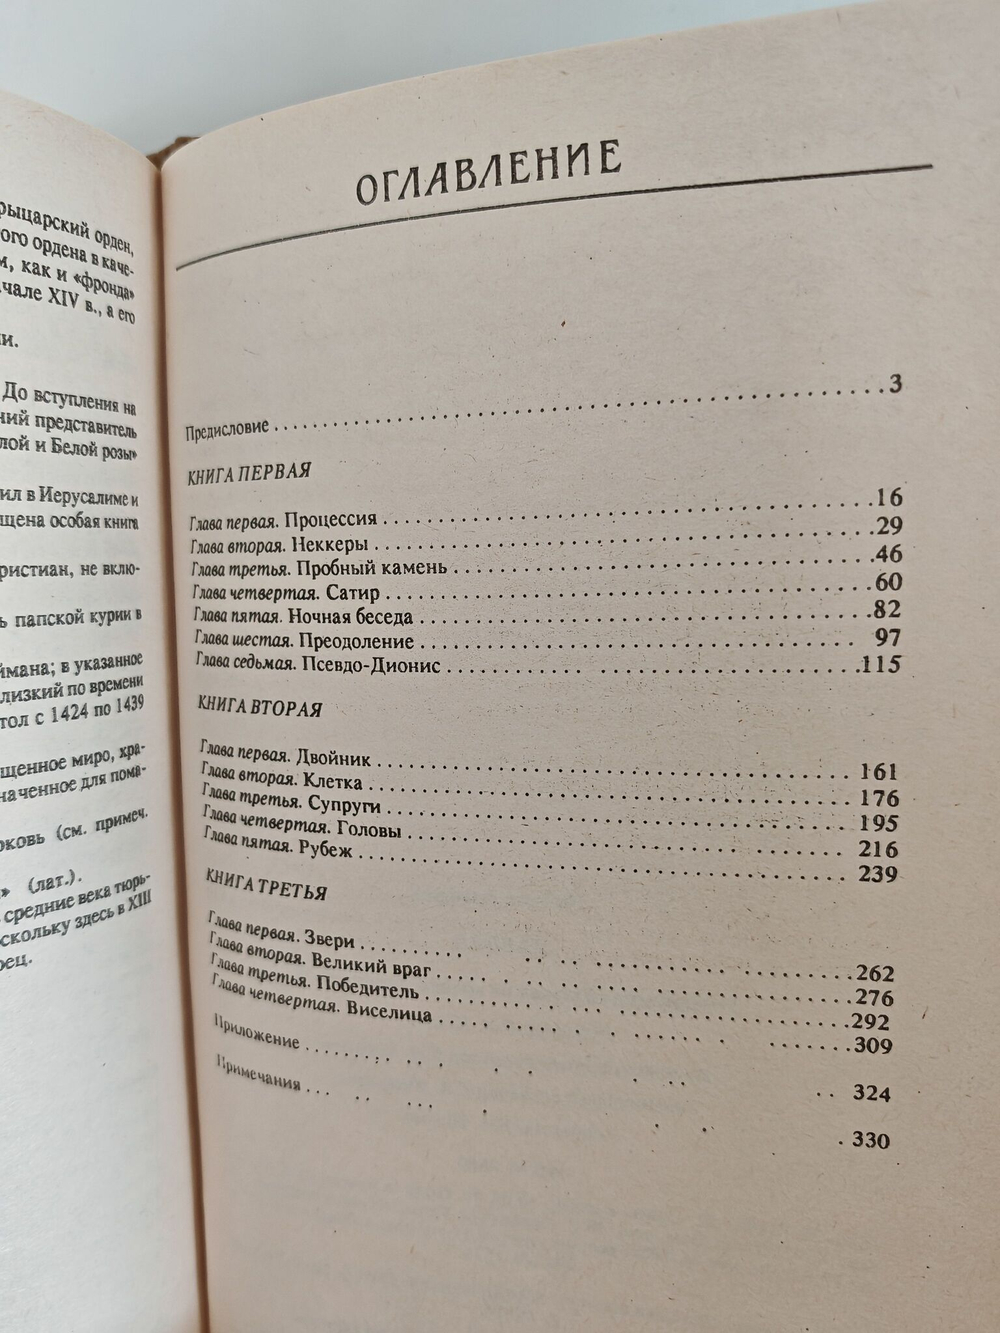 рыцарский орден,
ого ордена в каче-
м, как и «фронда»
чале XIV в., а его
и.
До вступления на
ний представитель
лой и Белой розы»
ил в Иерусалиме и
щена особая книга
ристиан, не вклю-
ь папской курии в
ймана; в указанное
лизкий по времени
тол с 1424 по 1439
щенное миро, хра-
наченное для пома-
рковь (см. примеч.
» (лат.).
средние века тюрь-
скольку здесь в XIII
рец.
ОГЛАВЛЕНИЕ
Предисловие . . . . . . . . . . 3
КНИГА ПЕРВАЯ
Глава первая. Процессия . . . . . . . . . . 16
Глава вторая. Неккеры . . . . . . . . . . 29
Глава третья. Пробный камень . . . . . . . . . . 46
Глава четвертая. Сатир . . . . . . . . . . 60
Глава пятая. Ночная беседа . . . . . . . . . . 82
Глава шестая. Преодоление . . . . . . . . . . 97
Глава седьмая. Псевдо-Дионис . . . . . . . . . . 115
КНИГА ВТОРАЯ
Глава первая. Двойник . . . . . . . . . . 161
Глава вторая. Клетка . . . . . . . . . . 176
Глава третья. Супруги . . . . . . . . . . 195
Глава четвертая. Головы . . . . . . . . . . 216
Глава пятая. Рубеж . . . . . . . . . . 239
КНИГА ТРЕТЬЯ
Глава первая. Звери . . . . . . . . . . 262
Глава вторая. Великий враг . . . . . . . . . . 276
Глава третья. Победитель . . . . . . . . . . 292
Глава четвертая. Виселица . . . . . . . . . . 309
Приложение . . . . . . . . . . 324
Примечания . . . . . . . . . . 330